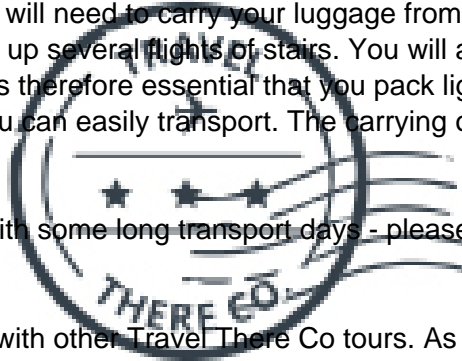 will need to carry your luggage from
up several flights of stairs. You will a
s therefore essential that you pack lig
u can easily transport. The carrying c
TRAVEL
ith some long transport days - please
THERE CO.
with other Travel There Co tours. As